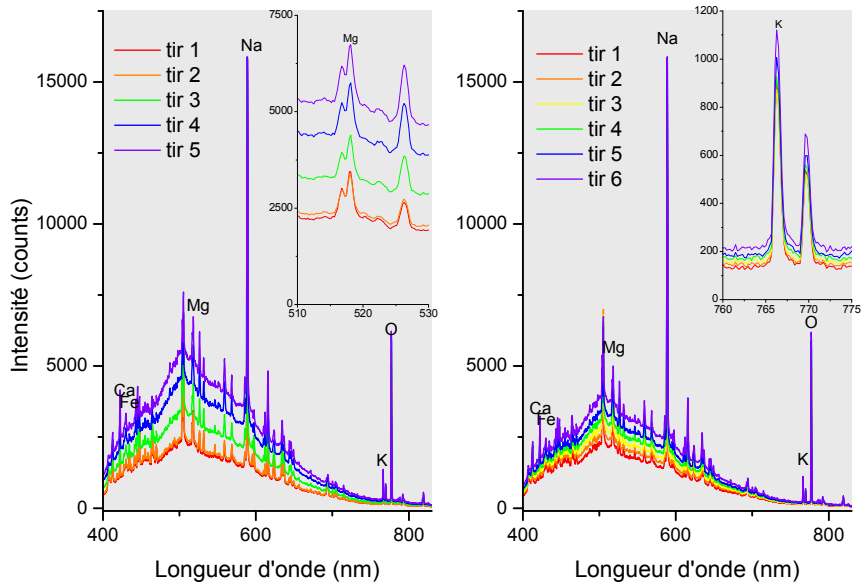 Intensité (counts)
15000
10000
5000
0
400
600
800
Longueur d'onde (nm)
tir 1
tir 2
tir 3
tir 4
tir 5
Na
Mg
Ca
Fe
K
O
7500
5000
2500
0
510
520
530
Mg
15000
10000
5000
0
400
600
800
Longueur d'onde (nm)
tir 1
tir 2
tir 3
tir 4
tir 5
tir 6
Na
Mg
Ca
Fe
K
O
1200
1000
800
600
400
200
0
760
765
770
775
K